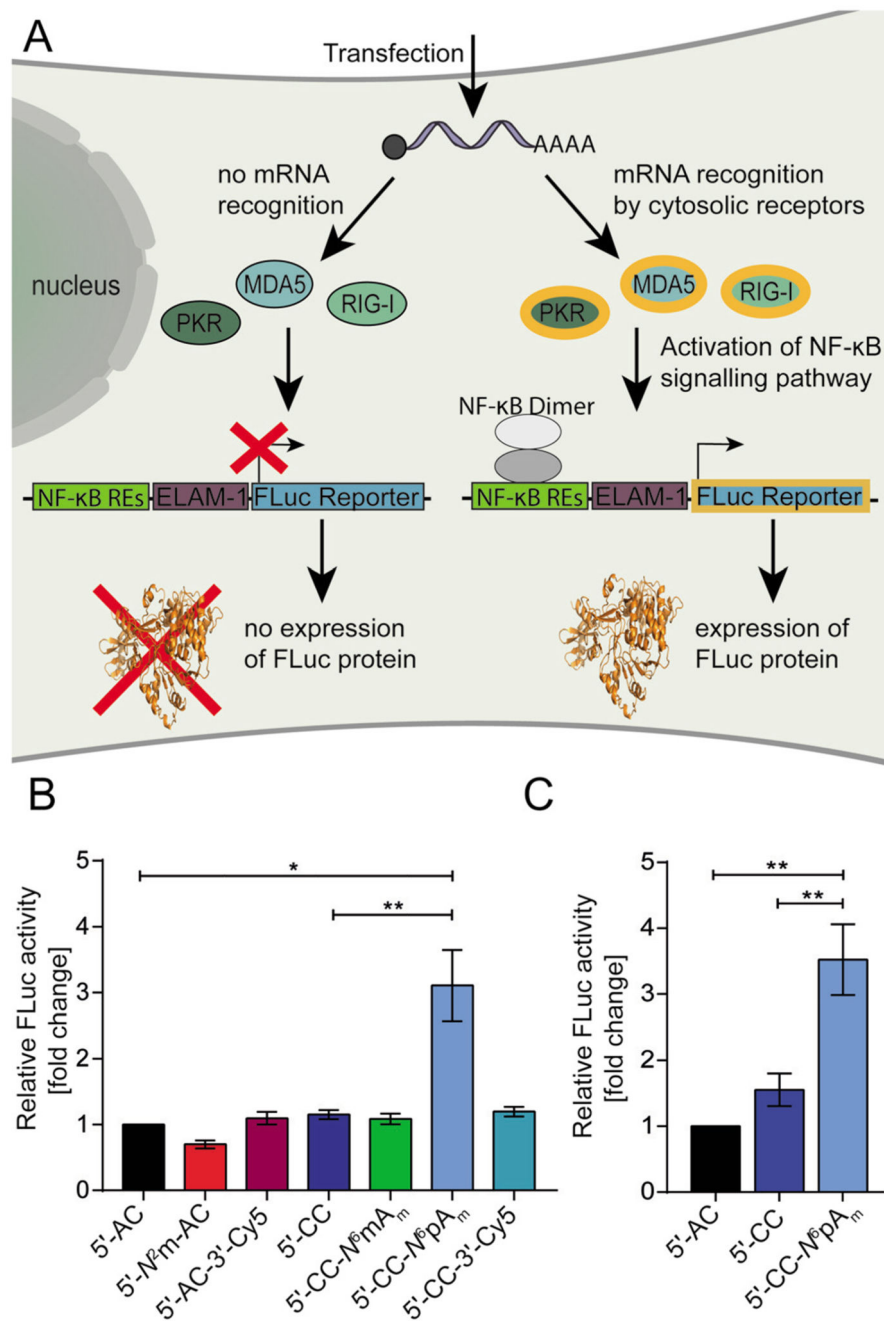 A
Transfection
AAAA
no mRNA
recognition
mRNA recognition
by cytosolic receptors
nucleus
MDA5
PKR
RIG-I
MDA5
PKR
RIG-I
Activation of NF-κB
signalling pathway
NF-κB Dimer
NF-κB REs
ELAM-1
FLuc Reporter
NF-κB REs
ELAM-1
FLuc Reporter
no expression
of FLuc protein
expression of
FLuc protein
B
Relative FLuc activity
[fold change]
5
4
3
2
1
0
*
**
5'-AC
5'-N²m-AC
5'-AC-3'-Cy5
5'-CC
5'-CC-N⁶mAₘ
5'-CC-N⁶pAₘ
5'-CC-3'-Cy5
C
Relative FLuc activity
[fold change]
5
4
3
2
1
0
**
**
5'-AC
5'-CC
5'-CC-N⁶pAₘ